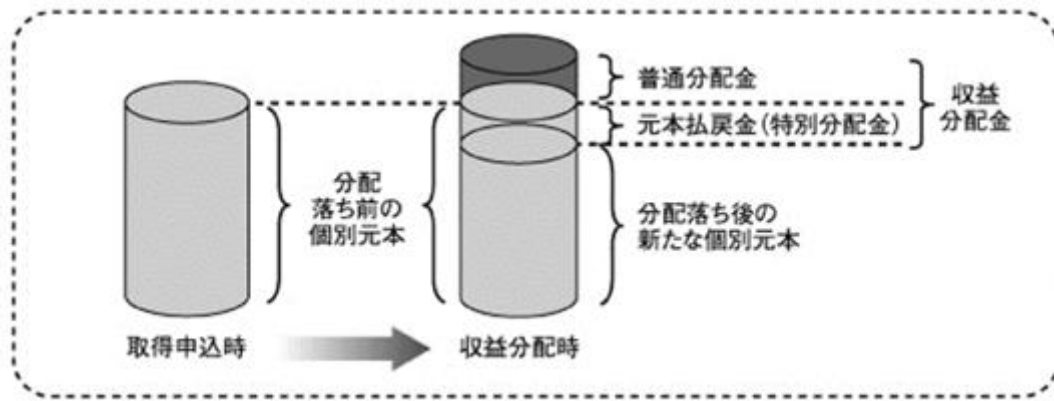 普通分配金
元本払戻金(特別分配金)
収益
分配金
分配
落ち前の
個別元本
分配落ち後の
新たな個別元本
取得申込時
収益分配時